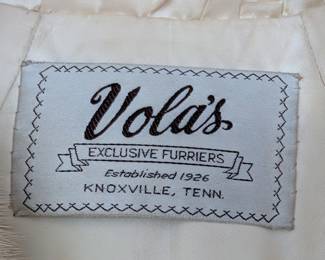 Vola's
EXCLUSIVE FURRIERS
Established 1926
KNOXVILLE, TENN.